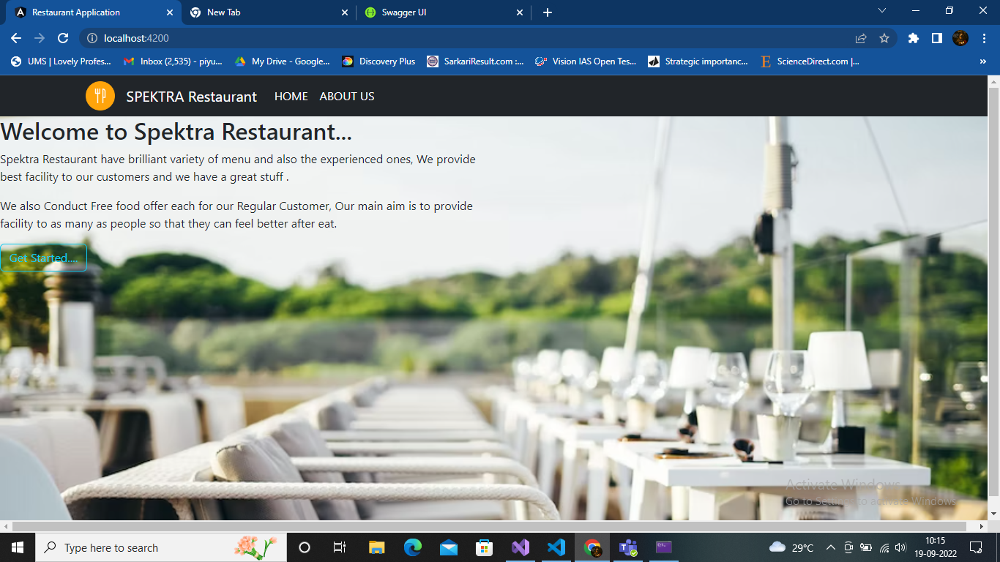 Restaurant Application
New Tab
Swagger UI
localhost:4200
UMS | Lovely Profes...
Inbox (2,535) - piyu...
My Drive - Google...
Discovery Plus
SarkariResult.com :...
Vision IAS Open Tes...
Strategic importanc...
ScienceDirect.com |...
SPEKTRA Restaurant
HOME
ABOUT US
Welcome to Spektra Restaurant...
Spektra Restaurant have brilliant variety of menu and also the experienced ones, We provide
best facility to our customers and we have a great stuff .
We also Conduct Free food offer each for our Regular Customer, Our main aim is to provide
facility to as many as people so that they can feel better after eat.
Get Started....
Activate Windows
Go to Settings to activate Windows.
Type here to search
29°C
10:15
19-09-2022